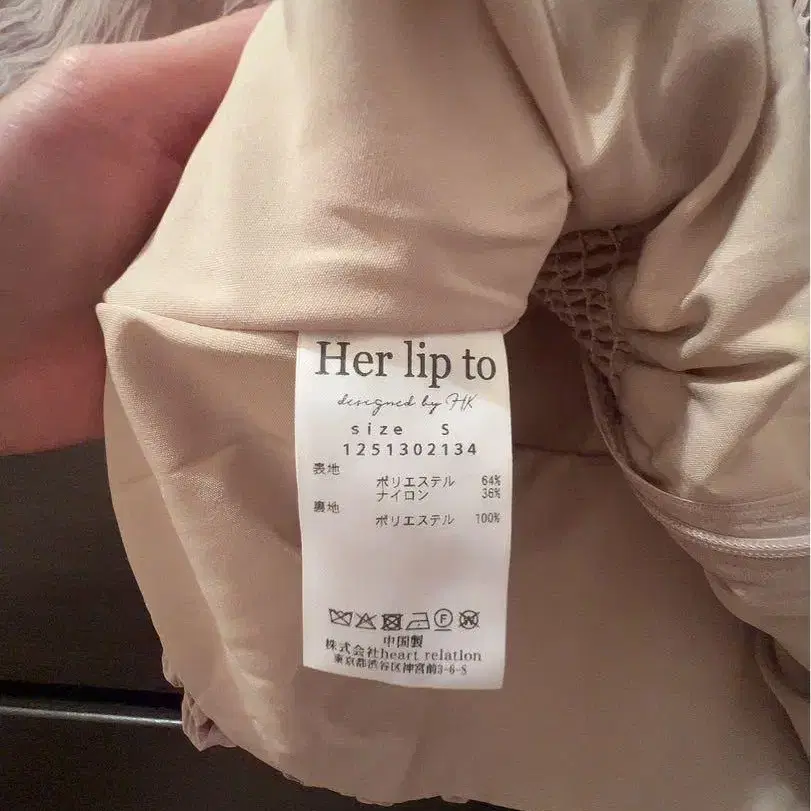 Her lip to
designed by HK
size S
1251302134
表地
ポリエステル 64%
ナイロン 36%
裏地
ポリエステル 100%
中国製
株式会社heart relation
東京都渋谷区神宮前3-6-8